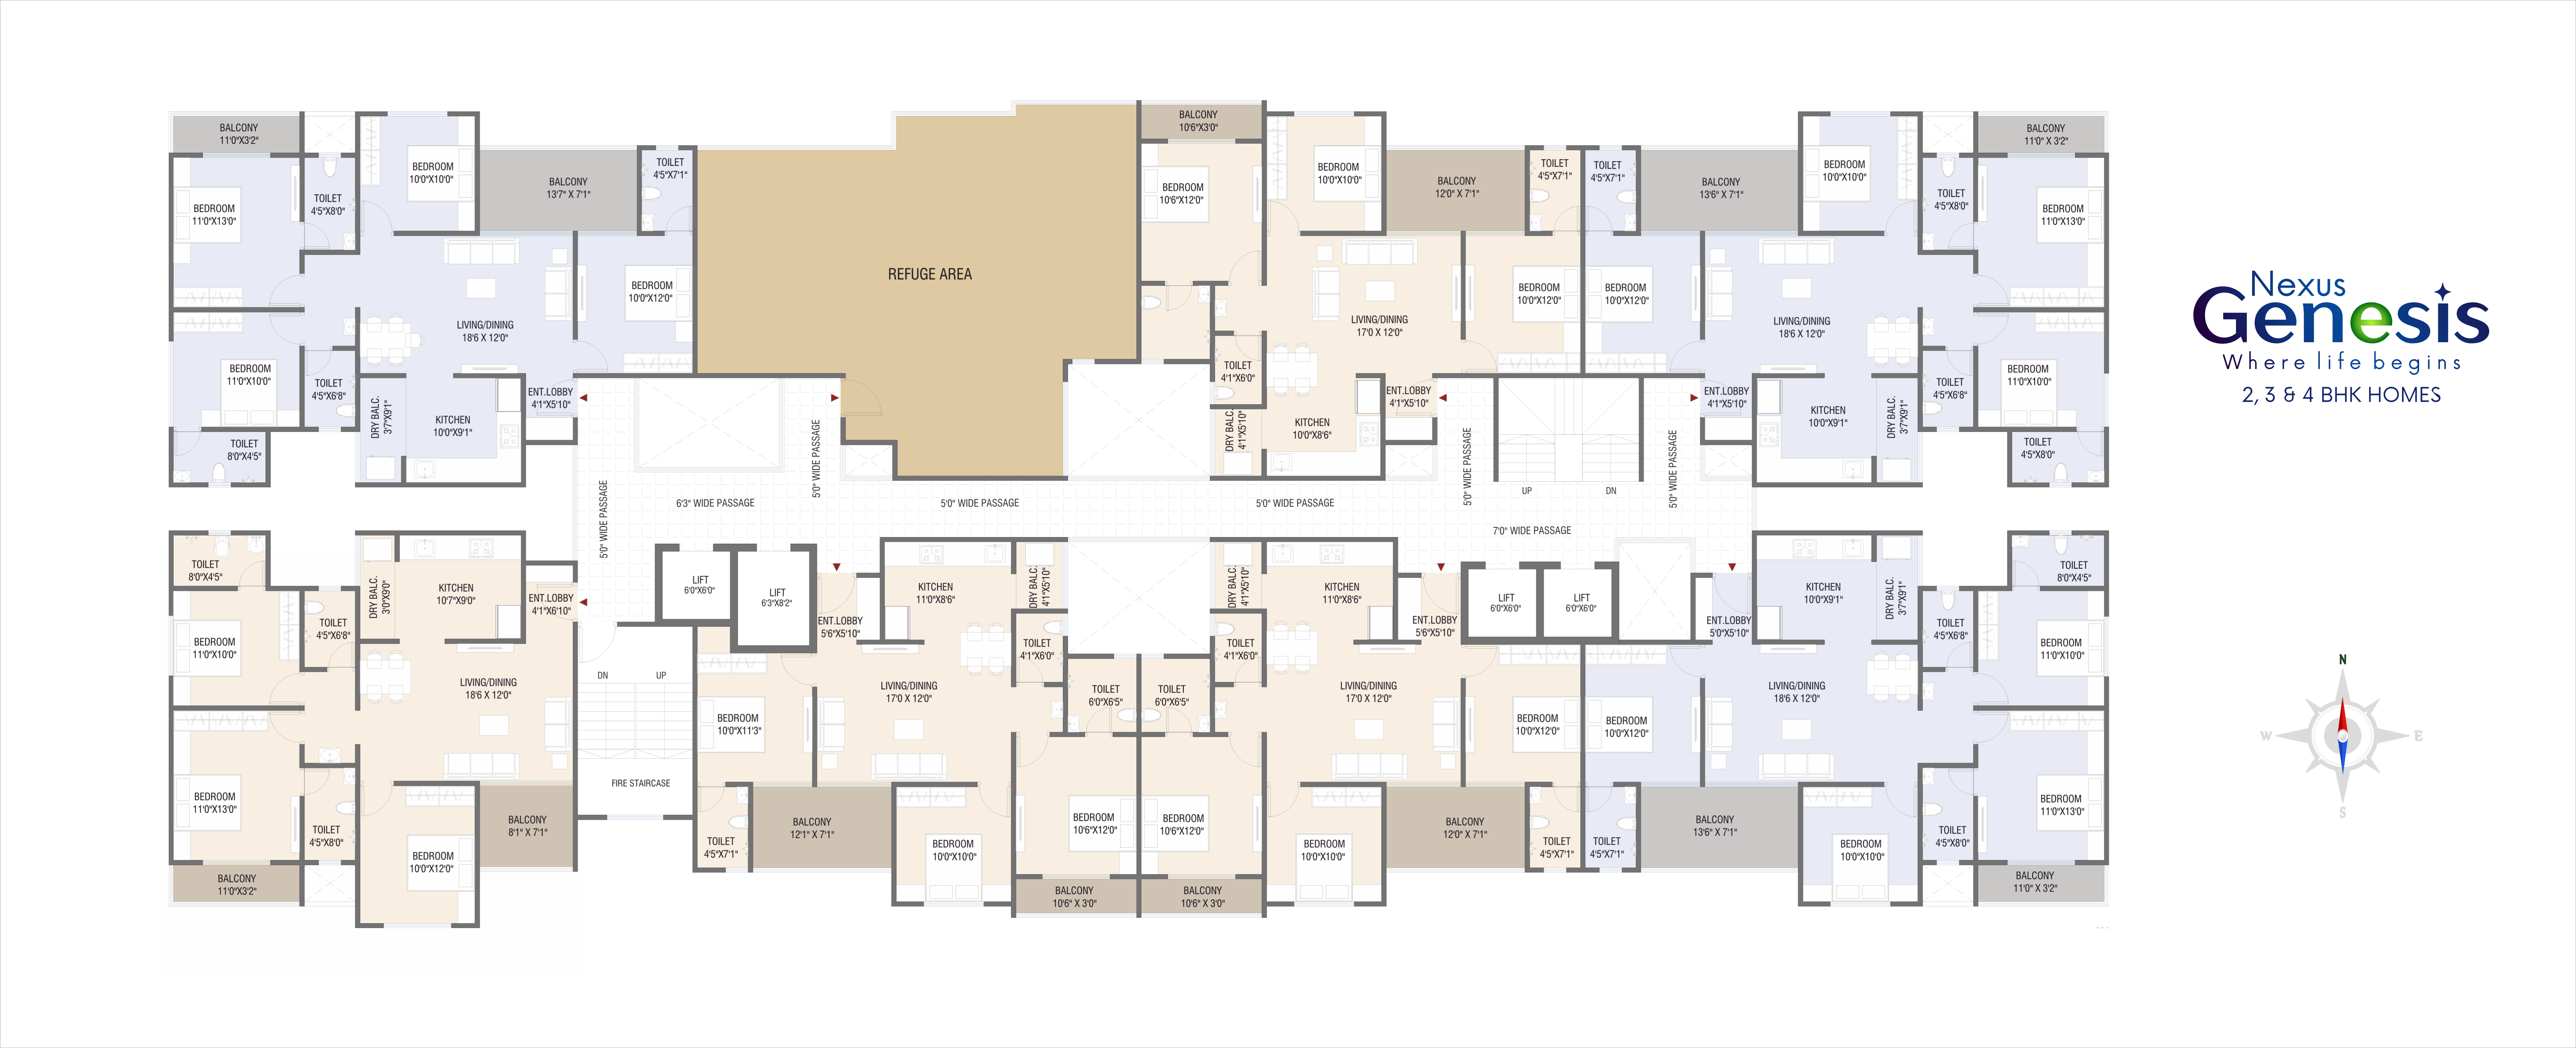 BALCONY
11'0"X3'2"
BEDROOM
10'0"X10'0"
TOILET
4'5"X8'0"
BEDROOM
11'0"X13'0"
BALCONY
13'7" X 7'1"
TOILET
4'5"X7'1"
BEDROOM
10'0"X12'0"
LIVING/DINING
18'6 X 12'0"
BEDROOM
11'0"X10'0"
TOILET
4'5"X6'8"
DRY BALC.
3'7"X9'1"
KITCHEN
10'0"X9'1"
ENT.LOBBY
4'1"X5'10"
TOILET
8'0"X4'5"
REFUGE AREA
BALCONY
10'6"X3'0"
BEDROOM
10'6"X12'0"
BEDROOM
10'0"X10'0"
BALCONY
12'0" X 7'1"
TOILET
4'5"X7'1"
LIVING/DINING
17'0 X 12'0"
BEDROOM
10'0"X12'0"
TOILET
4'1"X6'0"
DRY BALC.
4'1"X5'10"
KITCHEN
10'0"X8'6"
ENT.LOBBY
4'1"X5'10"
TOILET
4'5"X7'1"
BALCONY
13'6" X 7'1"
BEDROOM
10'0"X10'0"
TOILET
4'5"X8'0"
BALCONY
11'0" X 3'2"
BEDROOM
11'0"X13'0"
BEDROOM
10'0"X12'0"
LIVING/DINING
18'6 X 12'0"
BEDROOM
11'0"X10'0"
TOILET
4'5"X6'8"
ENT.LOBBY
4'1"X5'10"
KITCHEN
10'0"X9'1"
DRY BALC.
3'7"X9'1"
TOILET
4'5"X8'0"
5'0" WIDE PASSAGE
6'3" WIDE PASSAGE
5'0" WIDE PASSAGE
5'0" WIDE PASSAGE
5'0" WIDE PASSAGE
5'0" WIDE PASSAGE
UP
DN
5'0" WIDE PASSAGE
7'0" WIDE PASSAGE
TOILET
8'0"X4'5"
DRY BALC.
3'0"X9'0"
KITCHEN
10'7"X9'0"
ENT.LOBBY
4'1"X6'10"
BEDROOM
11'0"X10'0"
TOILET
4'5"X6'8"
LIVING/DINING
18'6 X 12'0"
BEDROOM
11'0"X13'0"
TOILET
4'5"X8'0"
BALCONY
8'1" X 7'1"
BEDROOM
10'0"X12'0"
BALCONY
11'0"X3'2"
DN
UP
FIRE STAIRCASE
LIFT
6'0"X6'0"
LIFT
6'3"X8'2"
ENT.LOBBY
5'6"X5'10"
KITCHEN
11'0"X8'6"
DRY BALC.
4'1"X5'10"
TOILET
4'1"X6'0"
LIVING/DINING
17'0 X 12'0"
BEDROOM
10'0"X11'3"
TOILET
6'0"X6'5"
TOILET
4'5"X7'1"
BALCONY
12'1" X 7'1"
BEDROOM
10'0"X10'0"
BEDROOM
10'6"X12'0"
BALCONY
10'6" X 3'0"
DRY BALC.
4'1"X5'10"
KITCHEN
11'0"X8'6"
TOILET
4'1"X6'0"
ENT.LOBBY
5'6"X5'10"
TOILET
6'0"X6'5"
LIVING/DINING
17'0 X 12'0"
BEDROOM
10'0"X12'0"
BEDROOM
10'6"X12'0"
BALCONY
10'6" X 3'0"
BEDROOM
10'0"X10'0"
BALCONY
12'0" X 7'1"
TOILET
4'5"X7'1"
LIFT
6'0"X6'0"
LIFT
6'0"X6'0"
ENT.LOBBY
5'0"X5'10"
KITCHEN
10'0"X9'1"
DRY BALC.
3'7"X9'1"
TOILET
8'0"X4'5"
TOILET
4'5"X6'8"
BEDROOM
11'0"X10'0"
BEDROOM
10'0"X12'0"
LIVING/DINING
18'6 X 12'0"
TOILET
4'5"X7'1"
BALCONY
13'6" X 7'1"
BEDROOM
10'0"X10'0"
TOILET
4'5"X8'0"
BEDROOM
11'0"X13'0"
BALCONY
11'0" X 3'2"
Nexus
Genesis
Where life begins
2, 3 & 4 BHK HOMES
N
W
E
S